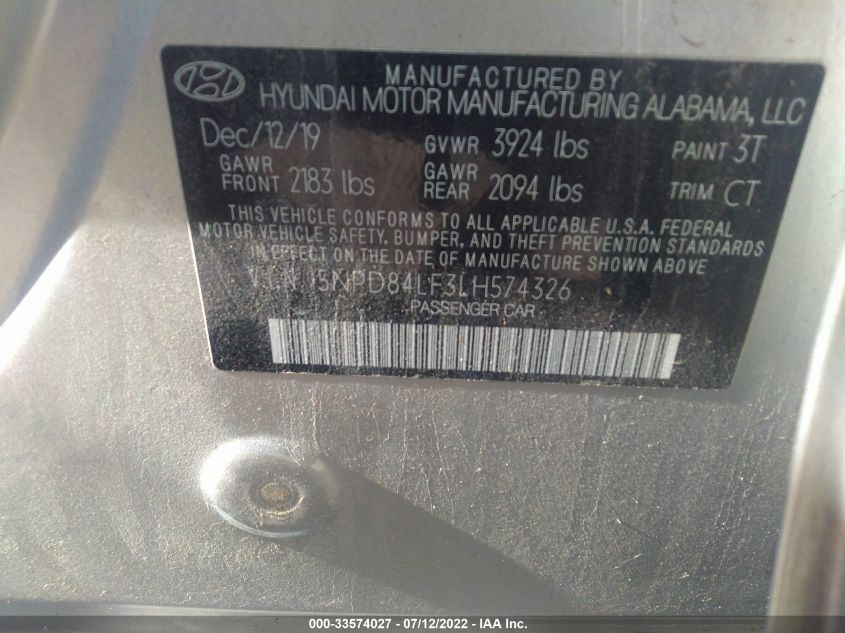 MANUFACTURED BY
HYUNDAI MOTOR MANUFACTURING ALABAMA, LLC
Dec/12/19 GVWR 3924 lbs PAINT 3T
GAWR FRONT 2183 lbs GAWR REAR 2094 lbs TRIM CT
THIS VEHICLE CONFORMS TO ALL APPLICABLE U.S.A. FEDERAL
MOTOR VEHICLE SAFETY, BUMPER, AND THEFT PREVENTION STANDARDS
IN EFFECT ON THE DATE OF MANUFACTURE SHOWN ABOVE.
V.I.N 5NPD84LF3LH574326
PASSENGER CAR
000-33574027 - 07/12/2022 - IAA Inc.